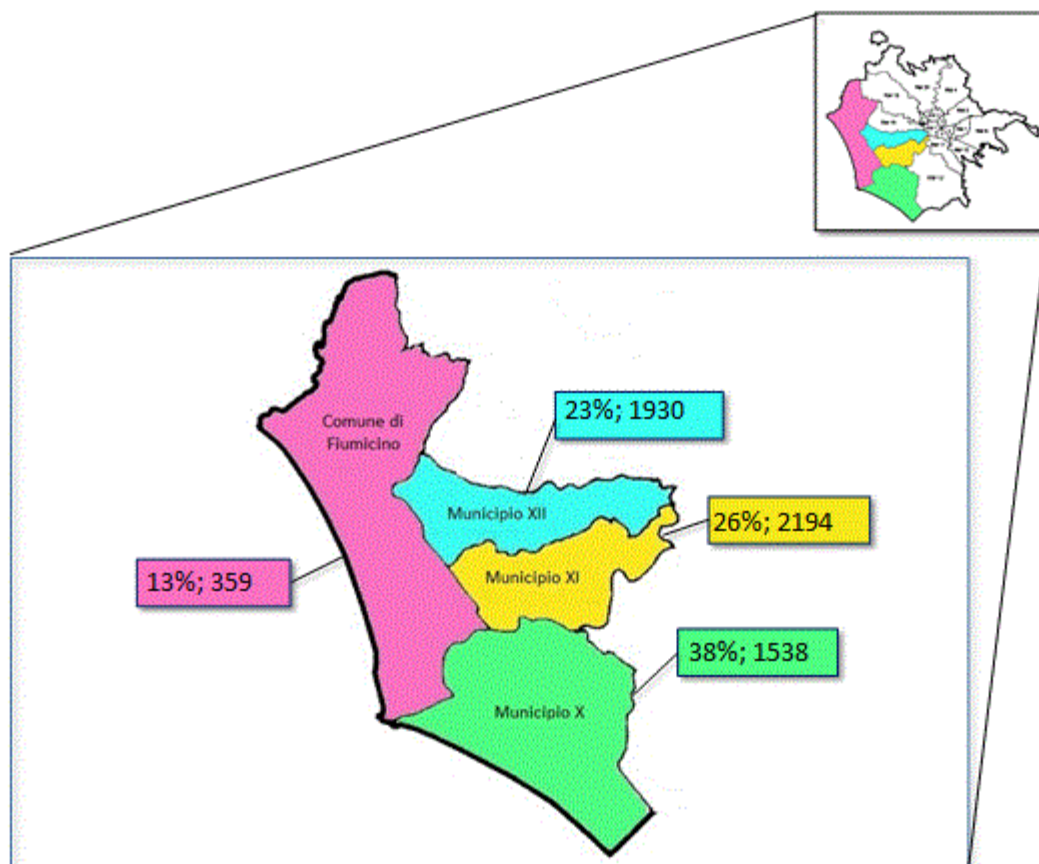 Comune di
Fiumicino
23%; 1930
Municipio XII
26%; 2194
Municipio XI
13%; 359
38%; 1538
Municipio X